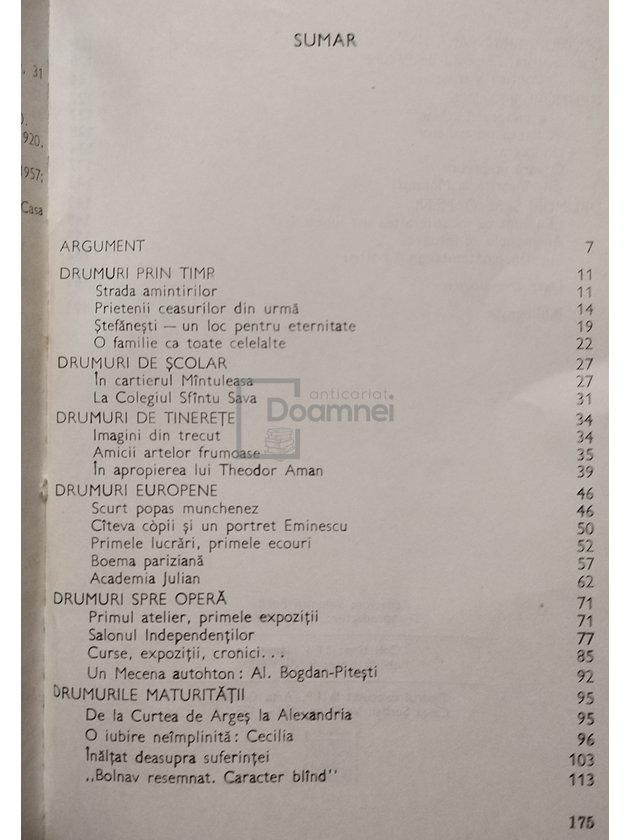 SUMAR
31
920,
1957;
Casa
ARGUMENT 7
DRUMURI PRIN TIMP 11
Strada amintirilor 11
Prietenii ceasurilor din urmă 14
Ștefănești — un loc pentru eternitate 19
O familie ca toate celelalte 22
DRUMURI DE ȘCOLAR 27
În cartierul Mîntuleasa 27
La Colegiul Sfîntu Sava 31
anticariat
Doamnei
DRUMURI DE TINEREȚE 34
Imagini din trecut 34
Amicii artelor frumoase 35
În apropierea lui Theodor Aman 39
DRUMURI EUROPENE 46
Scurt popas munchenez 46
Cîteva còpii și un portret Eminescu 50
Primele lucrări, primele ecouri 52
Boema pariziană 57
Academia Julian 62
DRUMURI SPRE OPERĂ 71
Primul atelier, primele expoziții 71
Salonul Independenților 77
Curse, expoziții, cronici... 85
Un Mecena autohton: Al. Bogdan-Pitești 92
DRUMURILE MATURITĂȚII 95
De la Curtea de Argeș la Alexandria 95
O iubire neîmplinită: Cecilia 96
Înălțat deasupra suferinței 103
„Bolnav resemnat. Caracter blînd" 113
175